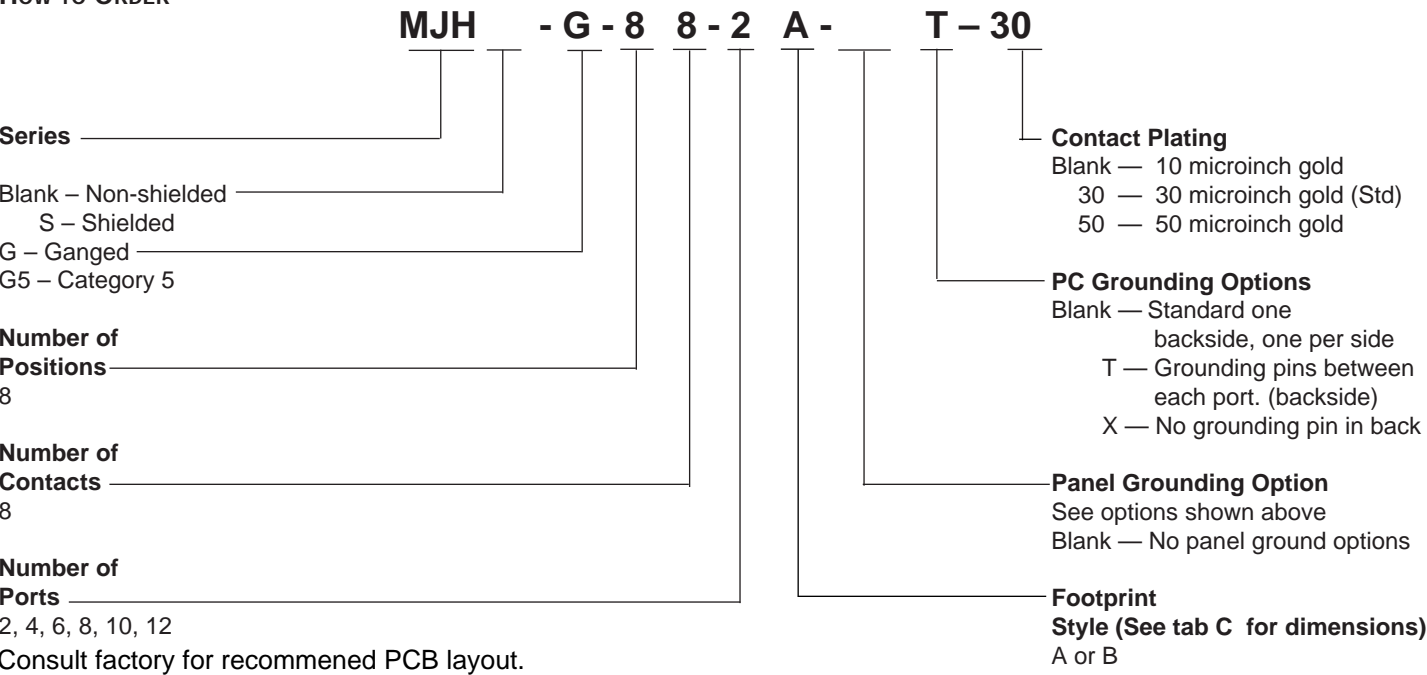 HOW TO ORDER
MJH - G - 8 8 - 2 A - T – 30
Series
Blank – Non-shielded
S – Shielded
G – Ganged
G5 – Category 5
Number of
Positions
8
Number of
Contacts
8
Number of
Ports
2, 4, 6, 8, 10, 12
Consult factory for recommened PCB layout.
Contact Plating
Blank — 10 microinch gold
30 — 30 microinch gold (Std)
50 — 50 microinch gold
PC Grounding Options
Blank — Standard one
backside, one per side
T — Grounding pins between
each port. (backside)
X — No grounding pin in back
Panel Grounding Option
See options shown above
Blank — No panel ground options
Footprint
Style (See tab C for dimensions)
A or B